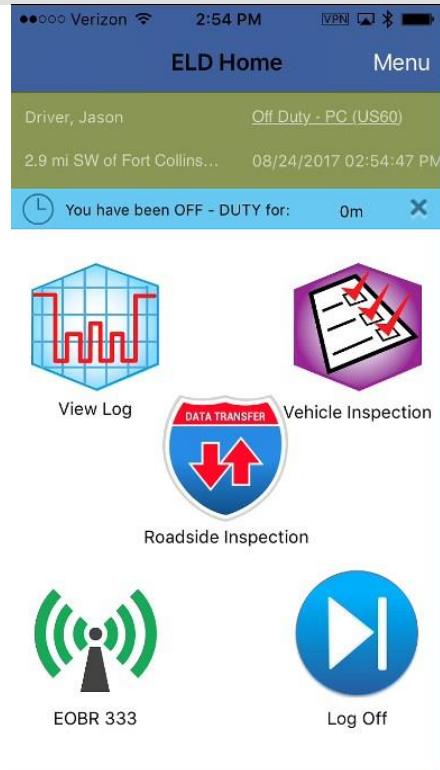 Verizon 2:54 PM VPN
ELD Home Menu
Driver, Jason Off Duty - PC (US60)
2.9 mi SW of Fort Collins... 08/24/2017 02:54:47 PM
You have been OFF - DUTY for: 0m
View Log
Vehicle Inspection
DATA TRANSFER
Roadside Inspection
EOBR 333
Log Off